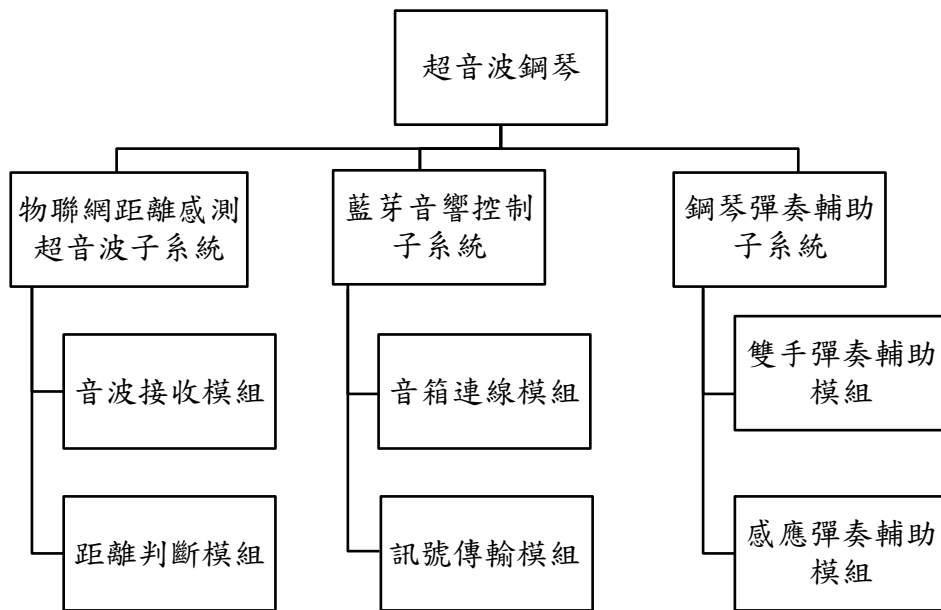 超音波鋼琴
物聯網距離感測
超音波子系統
藍芽音響控制
子系統
鋼琴彈奏輔助
子系統
音波接收模組
音箱連線模組
雙手彈奏輔助
模組
距離判斷模組
訊號傳輸模組
感應彈奏輔助
模組